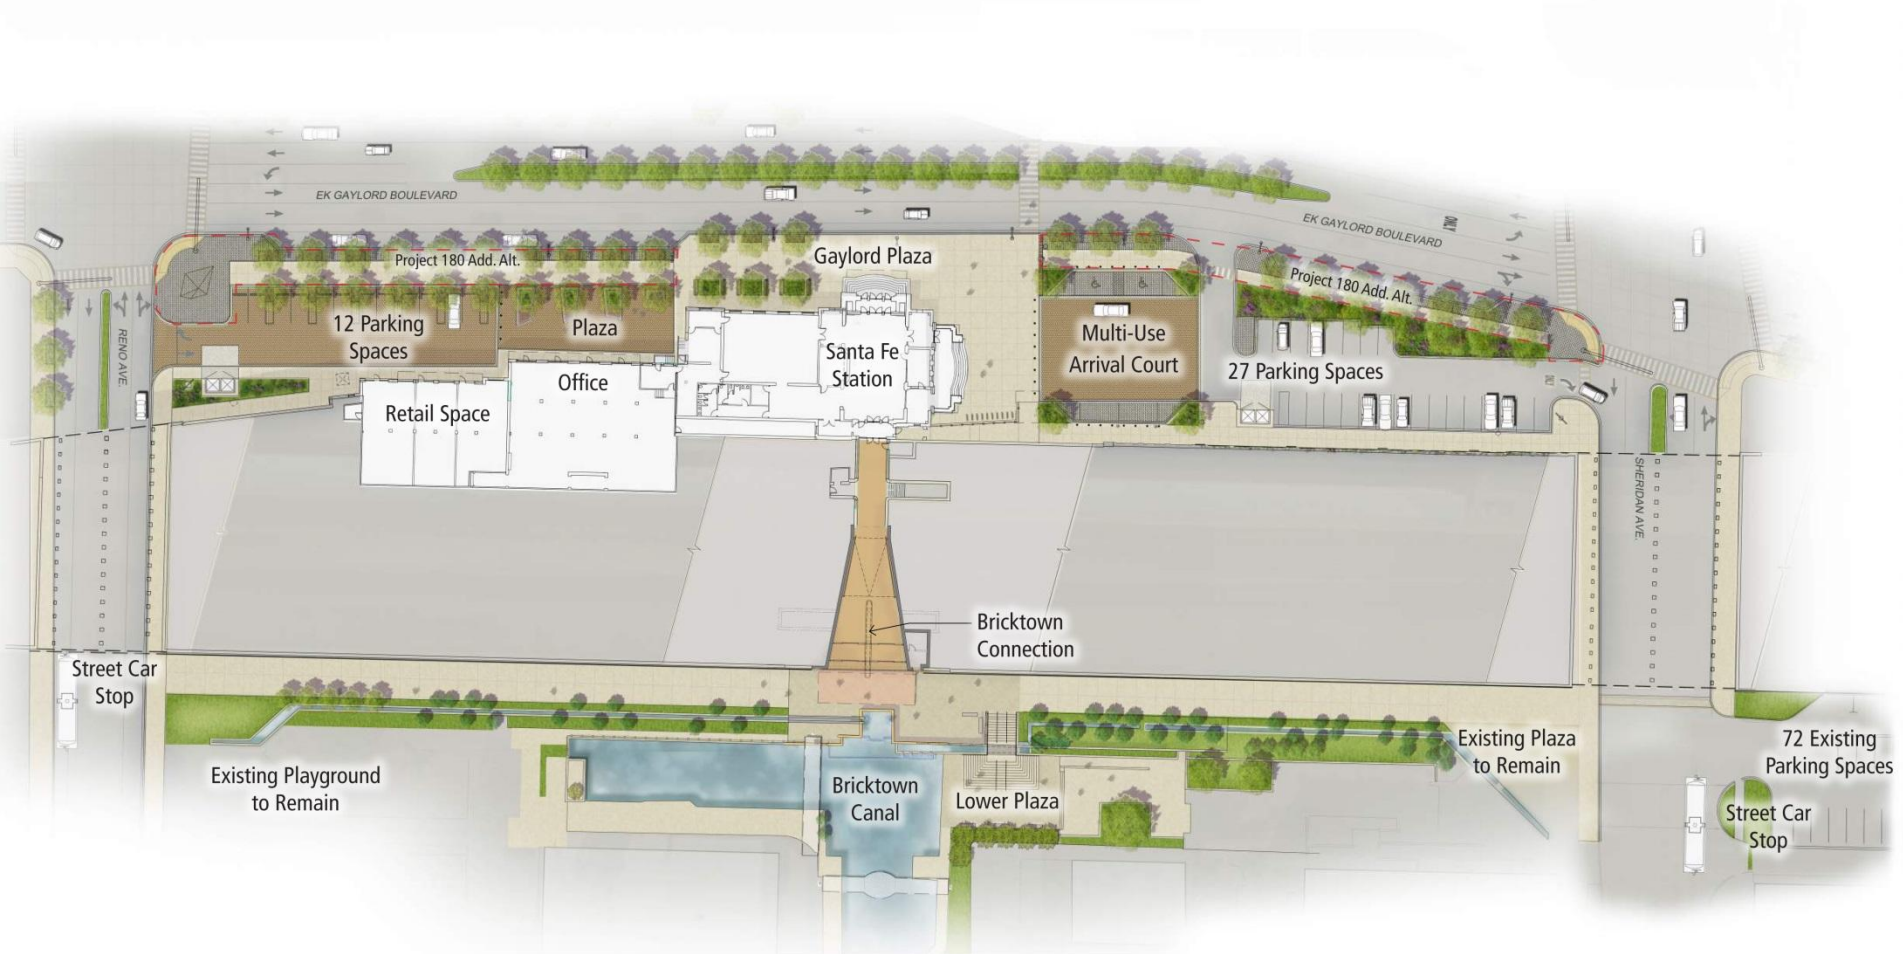 EK GAYLORD BOULEVARD
EK GAYLORD BOULEVARD
ONLY
Project 180 Add. Alt.
Gaylord Plaza
Project 180 Add. Alt.
12 Parking
Spaces
Plaza
Santa Fe
Station
Multi-Use
Arrival Court
27 Parking Spaces
RENO AVE.
Office
Retail Space
SHERIDAN AVE.
Bricktown
Connection
Street Car
Stop
Existing Playground
to Remain
Bricktown
Canal
Lower Plaza
Existing Plaza
to Remain
72 Existing
Parking Spaces
Street Car
Stop